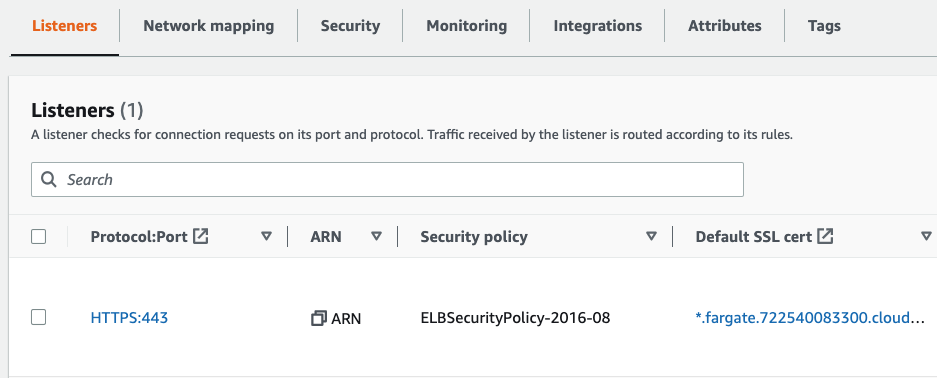 Listeners Network mapping Security Monitoring Integrations Attributes Tags
Listeners (1)
A listener checks for connection requests on its port and protocol. Traffic received by the listener is routed according to its rules.
Search
Protocol:Port ARN Security policy Default SSL cert
HTTPS:443 ARN ELBSecurityPolicy-2016-08 *.fargate.722540083300.cloud...